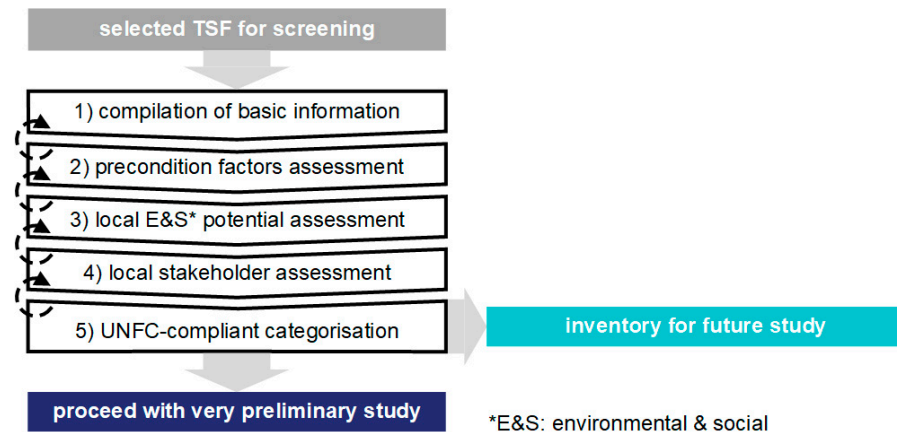 selected TSF for screening
1) compilation of basic information
2) precondition factors assessment
3) local E&S* potential assessment
4) local stakeholder assessment
5) UNFC-compliant categorisation
inventory for future study
proceed with very preliminary study
*E&S: environmental & social